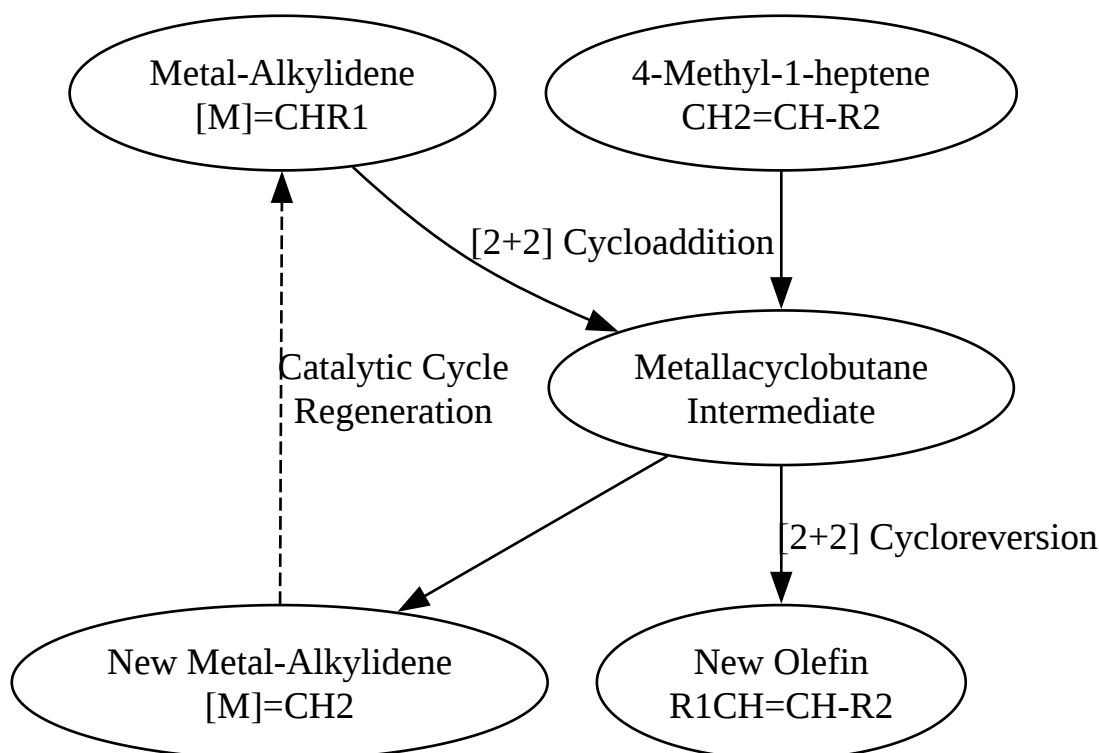 Metal-Alkylidene
[M]=CHR1
4-Methyl-1-heptene
CH2=CH-R2
[2+2] Cycloaddition
Catalytic Cycle
Regeneration
Metallacyclobutane
Intermediate
[2+2] Cycloreversion
New Metal-Alkylidene
[M]=CH2
New Olefin
R1CH=CH-R2